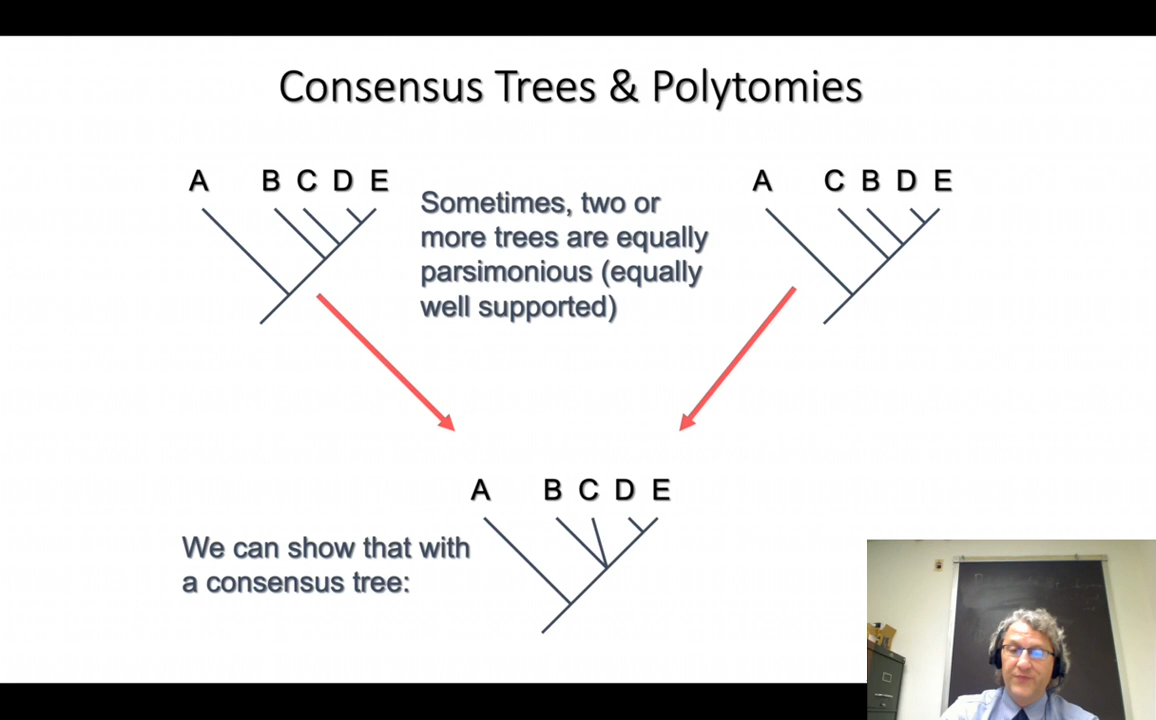 Consensus Trees & Polytomies
A B C D E
Sometimes, two or
more trees are equally
parsimonious (equally
well supported)
A C B D E
A B C D E
We can show that with
a consensus tree: